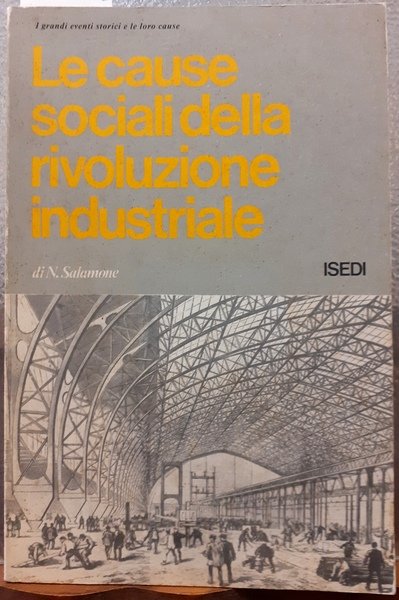 I grandi eventi storici e le loro cause
Le cause
sociali della
rivoluzione
industriale
di N. Salamone
ISEDI